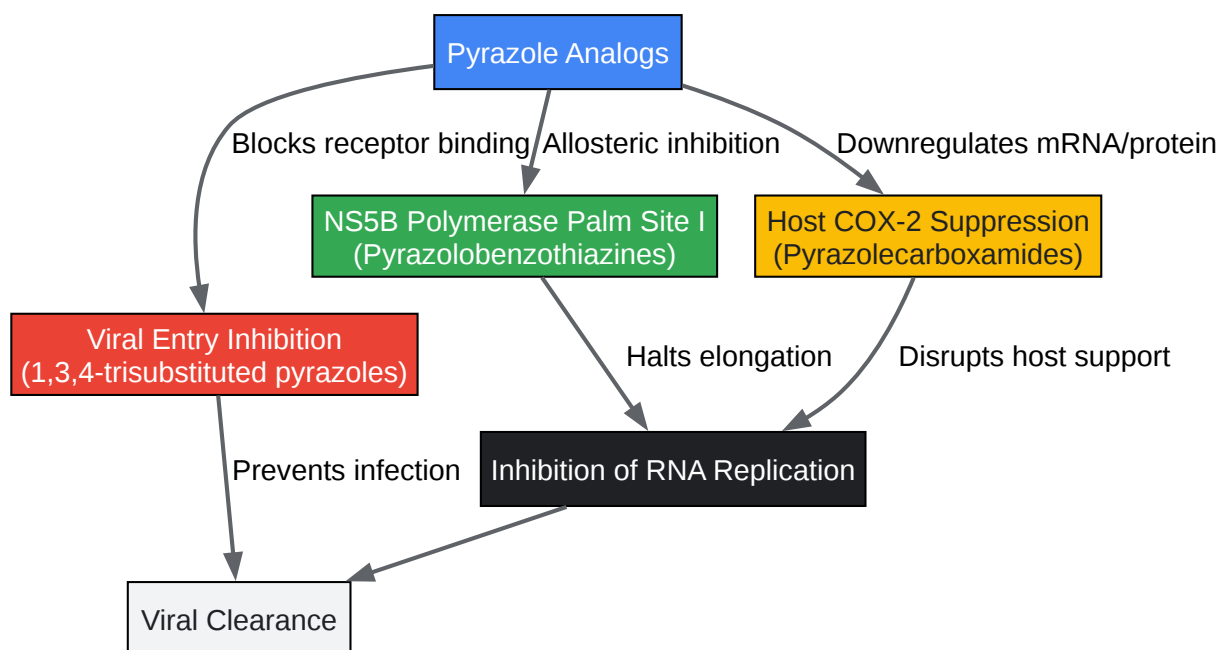 Pyrazole Analogs
Blocks receptor binding
Allosteric inhibition
Downregulates mRNA/protein
NS5B Polymerase Palm Site I
(Pyrazolobenzothiazines)
Host COX-2 Suppression
(Pyrazolecarboxamides)
Viral Entry Inhibition
(1,3,4-trisubstituted pyrazoles)
Halts elongation
Disrupts host support
Prevents infection
Inhibition of RNA Replication
Viral Clearance